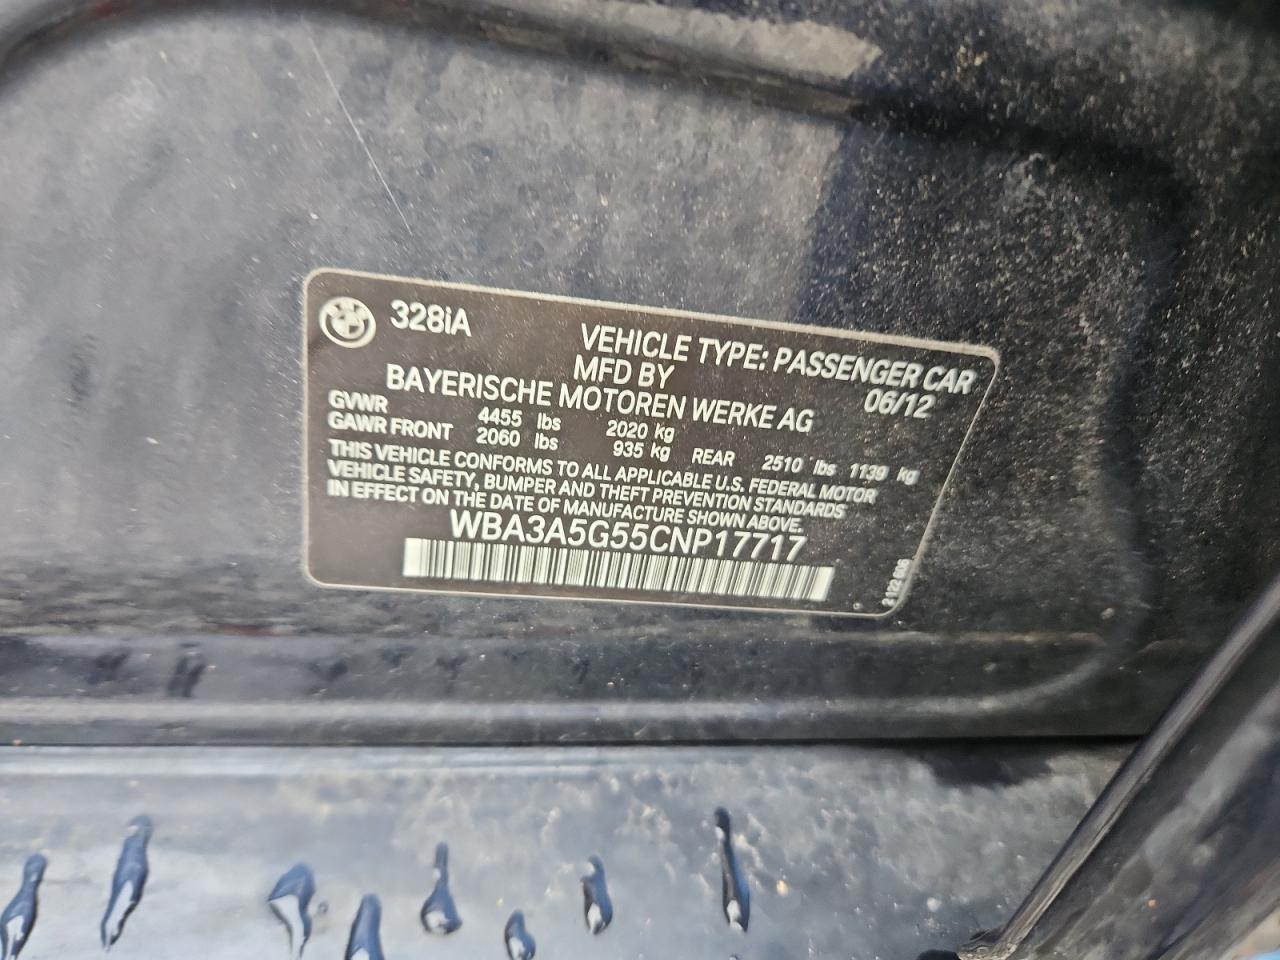 328iA
VEHICLE TYPE: PASSENGER CAR
MFD BY 06/12
BAYERISCHE MOTOREN WERKE AG
GVWR 4455 lbs 2020 kg
GAWR FRONT 2060 lbs 935 kg REAR 2510 lbs 1139 kg
THIS VEHICLE CONFORMS TO ALL APPLICABLE U.S. FEDERAL MOTOR
VEHICLE SAFETY, BUMPER AND THEFT PREVENTION STANDARDS
IN EFFECT ON THE DATE OF MANUFACTURE SHOWN ABOVE.
WBA3A5G55CNP17717